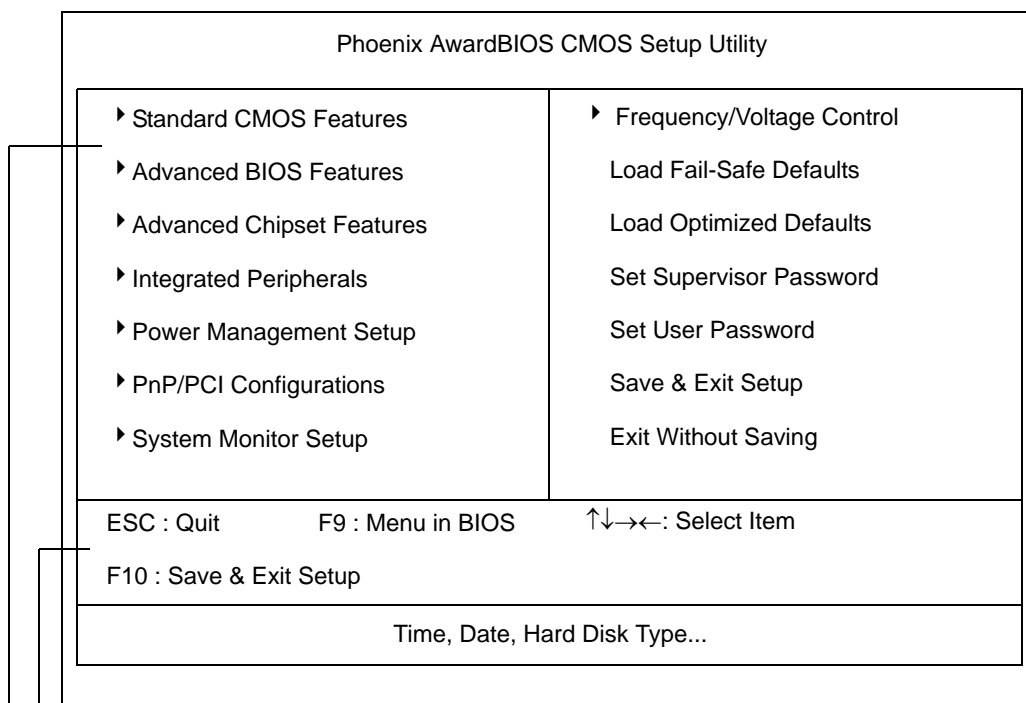 Phoenix AwardBIOS CMOS Setup Utility
Standard CMOS Features
Advanced BIOS Features
Advanced Chipset Features
Integrated Peripherals
Power Management Setup
PnP/PCI Configurations
System Monitor Setup
Frequency/Voltage Control
Load Fail-Safe Defaults
Load Optimized Defaults
Set Supervisor Password
Set User Password
Save & Exit Setup
Exit Without Saving
ESC : Quit F9 : Menu in BIOS ↑↓→←: Select Item
F10 : Save & Exit Setup
Time, Date, Hard Disk Type...